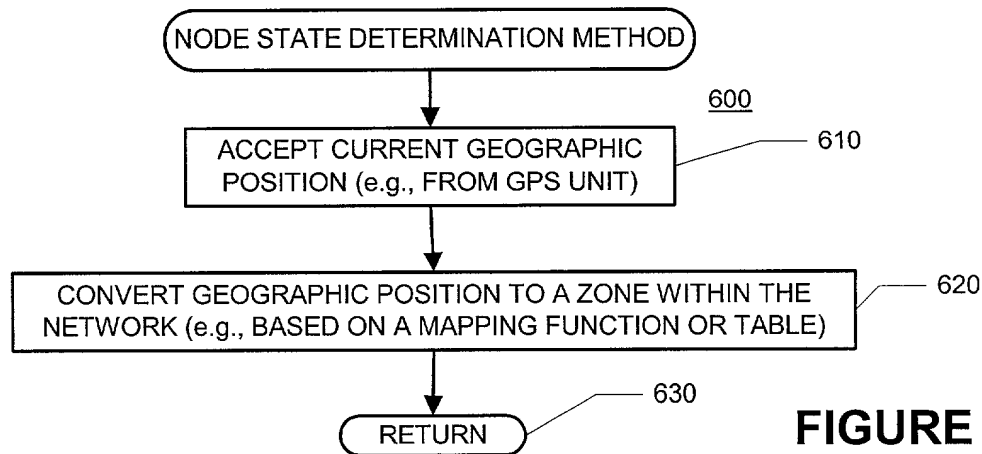 NODE STATE DETERMINATION METHOD
600
610
ACCEPT CURRENT GEOGRAPHIC
POSITION (e.g., FROM GPS UNIT)
620
CONVERT GEOGRAPHIC POSITION TO A ZONE WITHIN THE
NETWORK (e.g., BASED ON A MAPPING FUNCTION OR TABLE)
630
RETURN
FIGURE